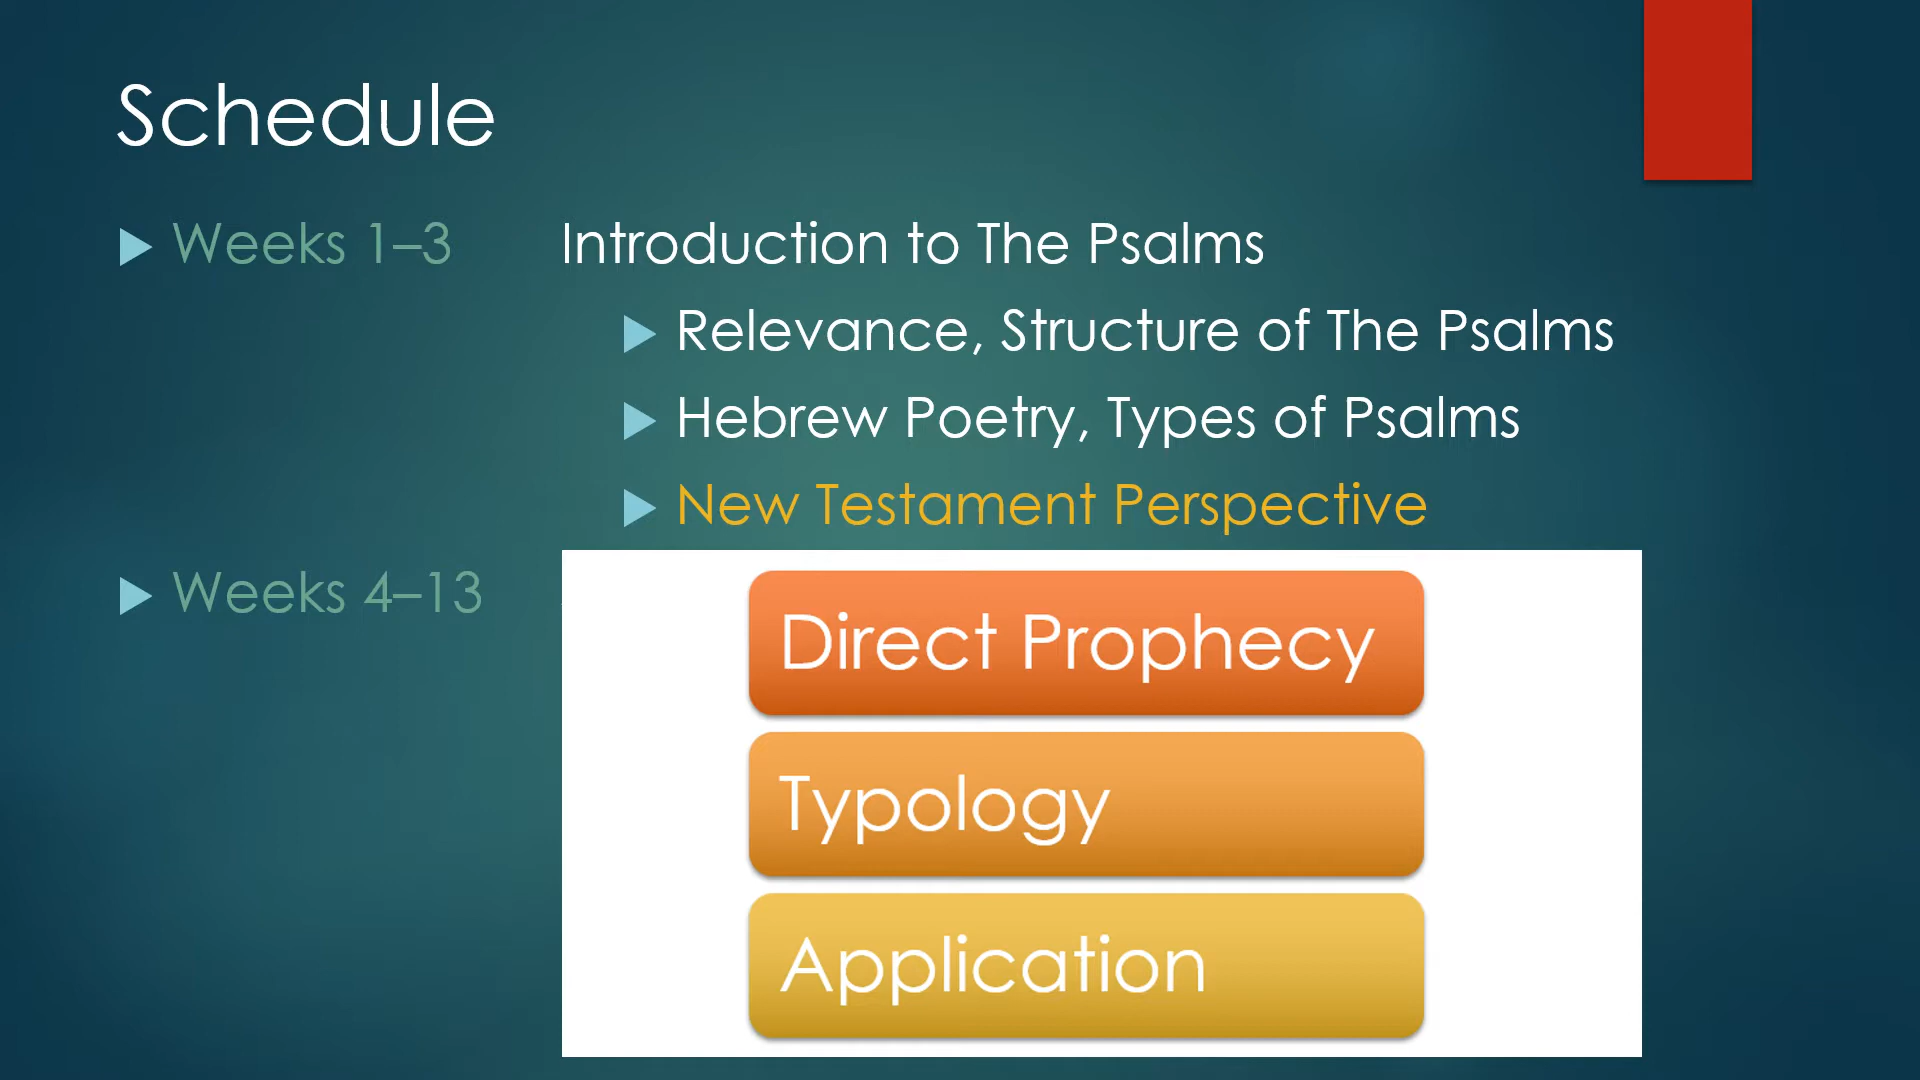 Schedule
Weeks 1–3 Introduction to The Psalms
Relevance, Structure of The Psalms
Hebrew Poetry, Types of Psalms
New Testament Perspective
Weeks 4–13
Direct Prophecy
Typology
Application